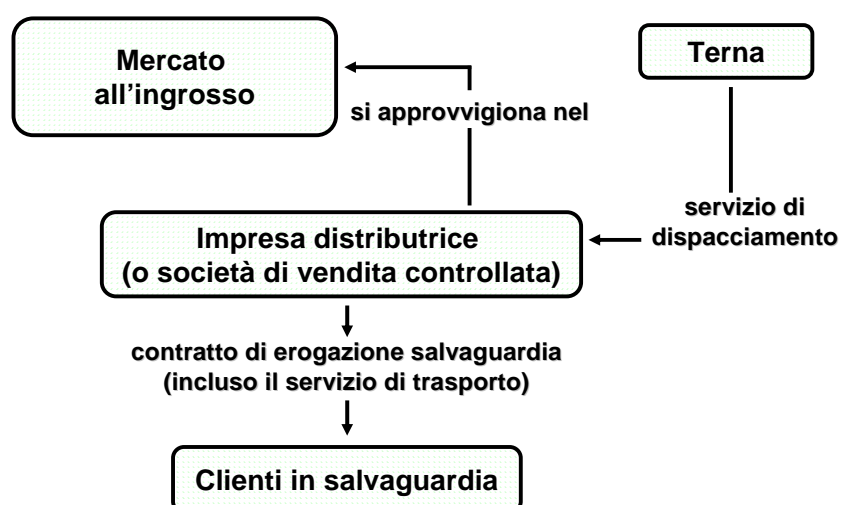 Mercato
all'ingrosso
Terna
si approvvigiona nel
servizio di
dispacciamento
Impresa distributrice
(o società di vendita controllata)
contratto di erogazione salvaguardia
(incluso il servizio di trasporto)
Clienti in salvaguardia